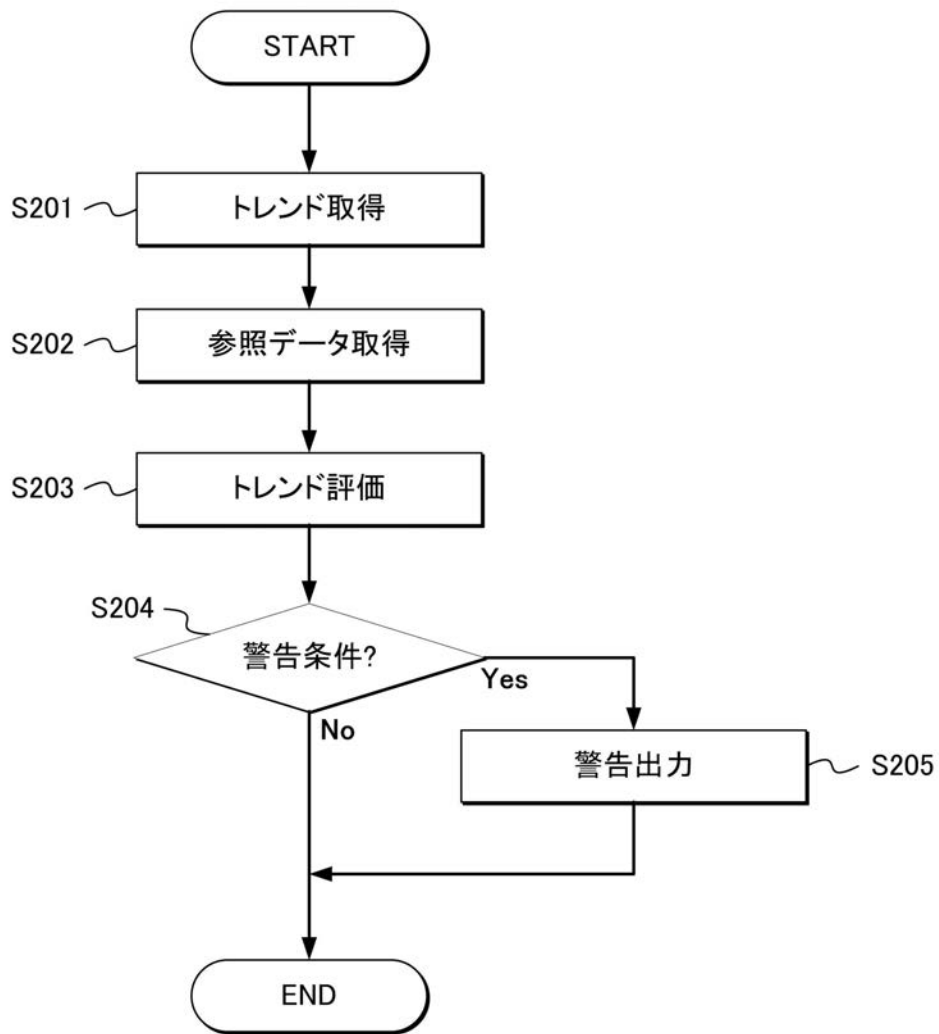 START
S201
トレンド取得
S202
参照データ取得
S203
トレンド評価
S204
警告条件?
Yes
No
警告出力
S205
END